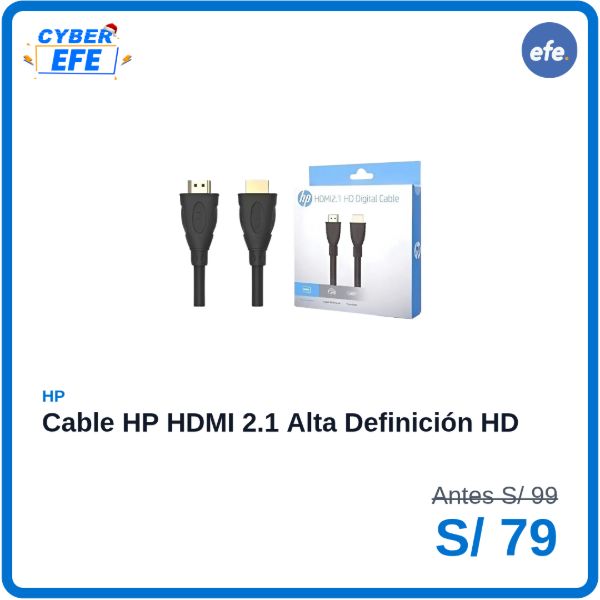 CYBER
EFE
efe.
hp HDMI2.1 HD Digital Cable
HP
Cable HP HDMI 2.1 Alta Definición HD
Antes S/ 99
S/ 79